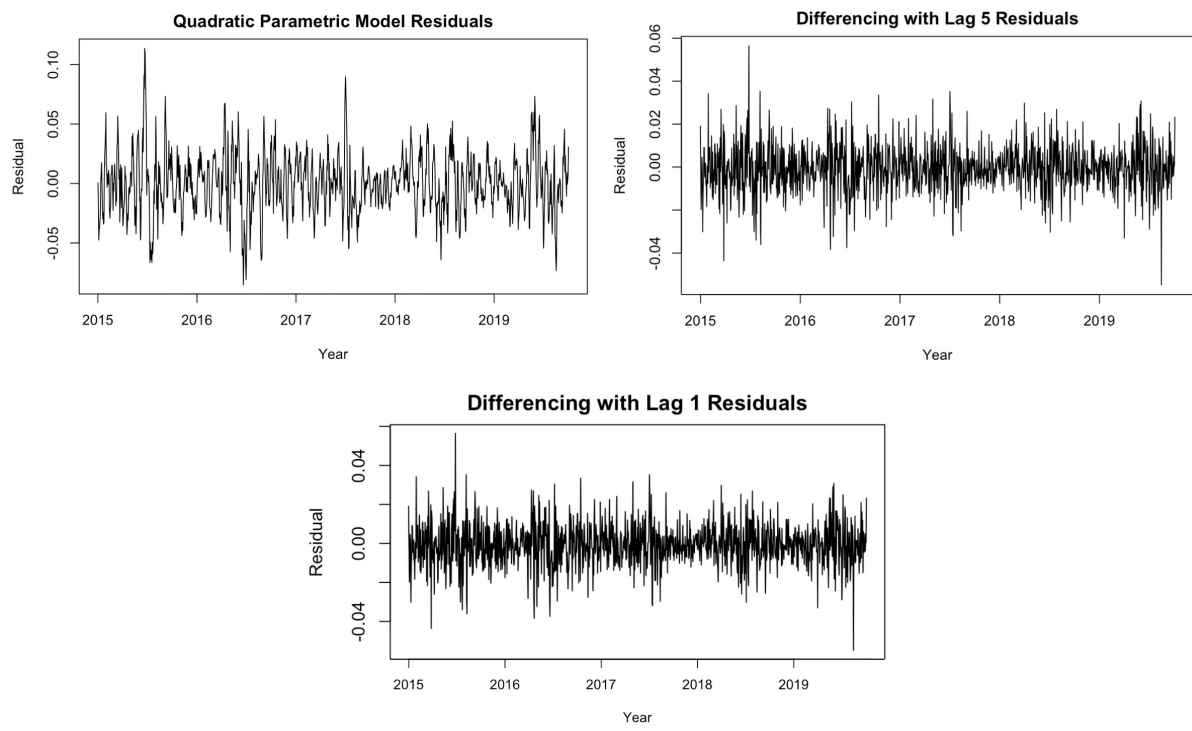 Quadratic Parametric Model Residuals
Residual
0.10
0.05
0.00
-0.05
2015 2016 2017 2018 2019
Year
Differencing with Lag 5 Residuals
Residual
0.06
0.04
0.02
0.00
-0.04
2015 2016 2017 2018 2019
Year
Differencing with Lag 1 Residuals
Residual
0.04
0.00
-0.04
2015 2016 2017 2018 2019
Year